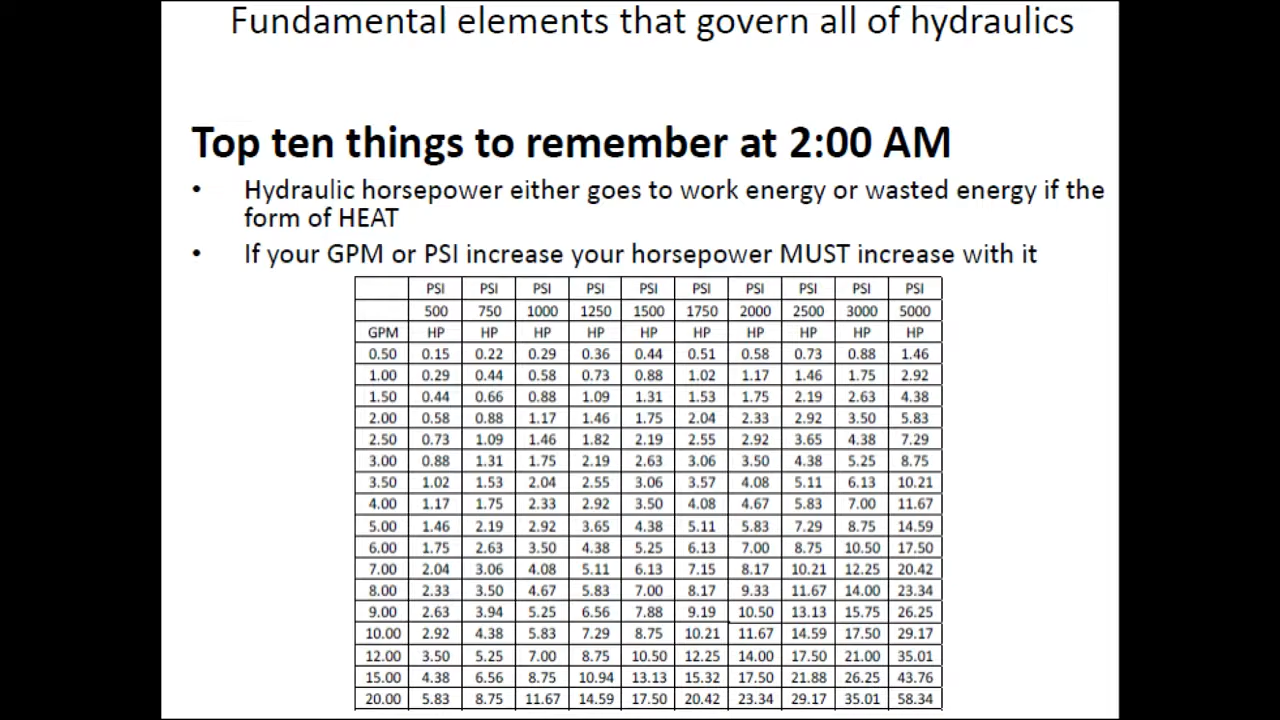 Fundamental elements that govern all of hydraulics
Top ten things to remember at 2:00 AM
• Hydraulic horsepower either goes to work energy or wasted energy if the
form of HEAT
• If your GPM or PSI increase your horsepower MUST increase with it
PSI PSI PSI PSI PSI PSI PSI PSI PSI PSI
500 750 1000 1250 1500 1750 2000 2500 3000 5000
GPM HP HP HP HP HP HP HP HP HP HP
0.50 0.15 0.22 0.29 0.36 0.44 0.51 0.58 0.73 0.88 1.46
1.00 0.29 0.44 0.58 0.73 0.88 1.02 1.17 1.46 1.75 2.92
1.50 0.44 0.66 0.88 1.09 1.31 1.53 1.75 2.19 2.63 4.38
2.00 0.58 0.88 1.17 1.46 1.75 2.04 2.33 2.92 3.50 5.83
2.50 0.73 1.09 1.46 1.82 2.19 2.55 2.92 3.65 4.38 7.29
3.00 0.88 1.31 1.75 2.19 2.63 3.06 3.50 4.38 5.25 8.75
3.50 1.02 1.53 2.04 2.55 3.06 3.57 4.08 5.11 6.13 10.21
4.00 1.17 1.75 2.33 2.92 3.50 4.08 4.67 5.83 7.00 11.67
5.00 1.46 2.19 2.92 3.65 4.38 5.11 5.83 7.29 8.75 14.59
6.00 1.75 2.63 3.50 4.38 5.25 6.13 7.00 8.75 10.50 17.50
7.00 2.04 3.06 4.08 5.11 6.13 7.15 8.17 10.21 12.25 20.42
8.00 2.33 3.50 4.67 5.83 7.00 8.17 9.33 11.67 14.00 23.34
9.00 2.63 3.94 5.25 6.56 7.88 9.19 10.50 13.13 15.75 26.25
10.00 2.92 4.38 5.83 7.29 8.75 10.21 11.67 14.59 17.50 29.17
12.00 3.50 5.25 7.00 8.75 10.50 12.25 14.00 17.50 21.00 35.01
15.00 4.38 6.56 8.75 10.94 13.13 15.32 17.50 21.88 26.25 43.76
20.00 5.83 8.75 11.67 14.59 17.50 20.42 23.34 29.17 35.01 58.34